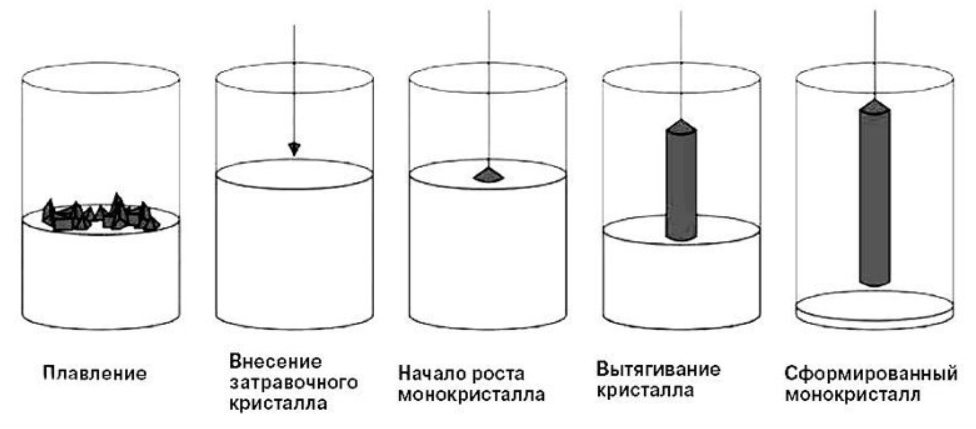 Плавление
Внесение
затравочного
кристалла
Начало роста
монокристалла
Вытягивание
кристалла
Сформированный
монокристалл